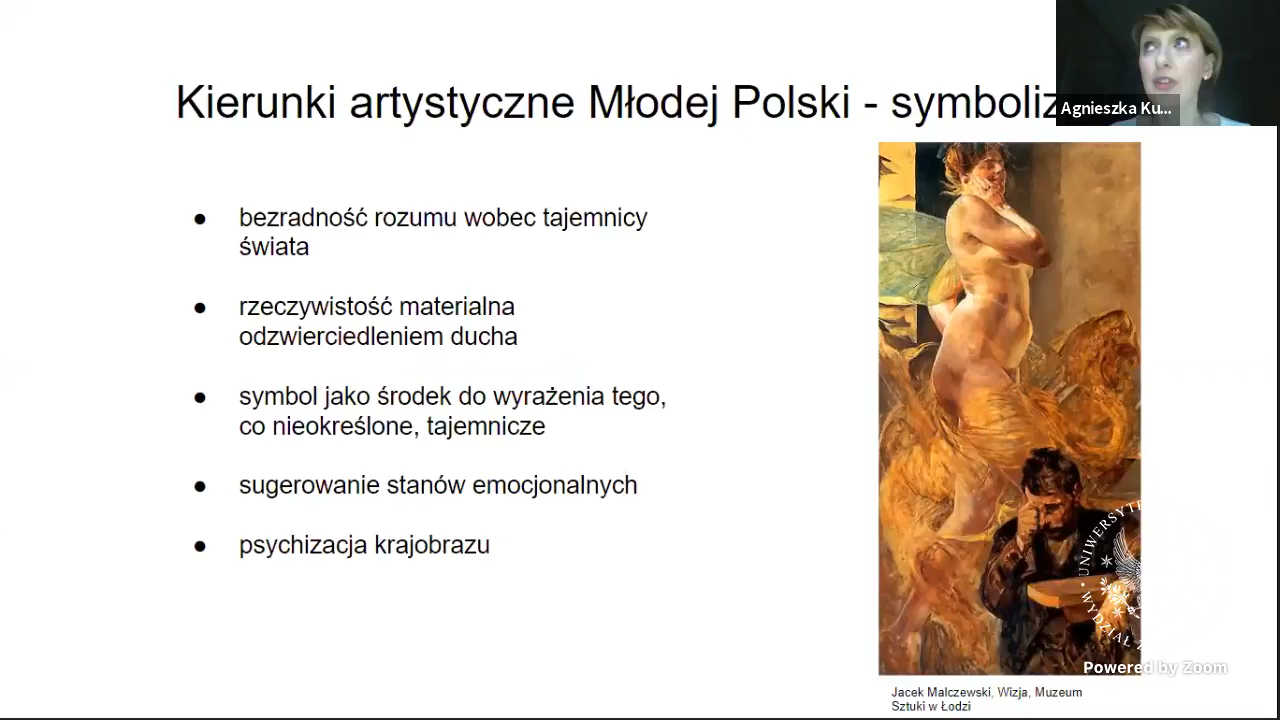 Kierunki artystyczne Młodej Polski - symboliz
Agnieszka Ku...
● bezradność rozumu wobec tajemnicy
świata
● rzeczywistość materialna
odzwierciedleniem ducha
● symbol jako środek do wyrażenia tego,
co nieokreślone, tajemnicze
● sugerowanie stanów emocjonalnych
● psychizacja krajobrazu
UNIWERSYTE
WYDZIAŁ Z
Powered by Zoom
Jacek Malczewski, Wizja, Muzeum
Sztuki w Łodzi